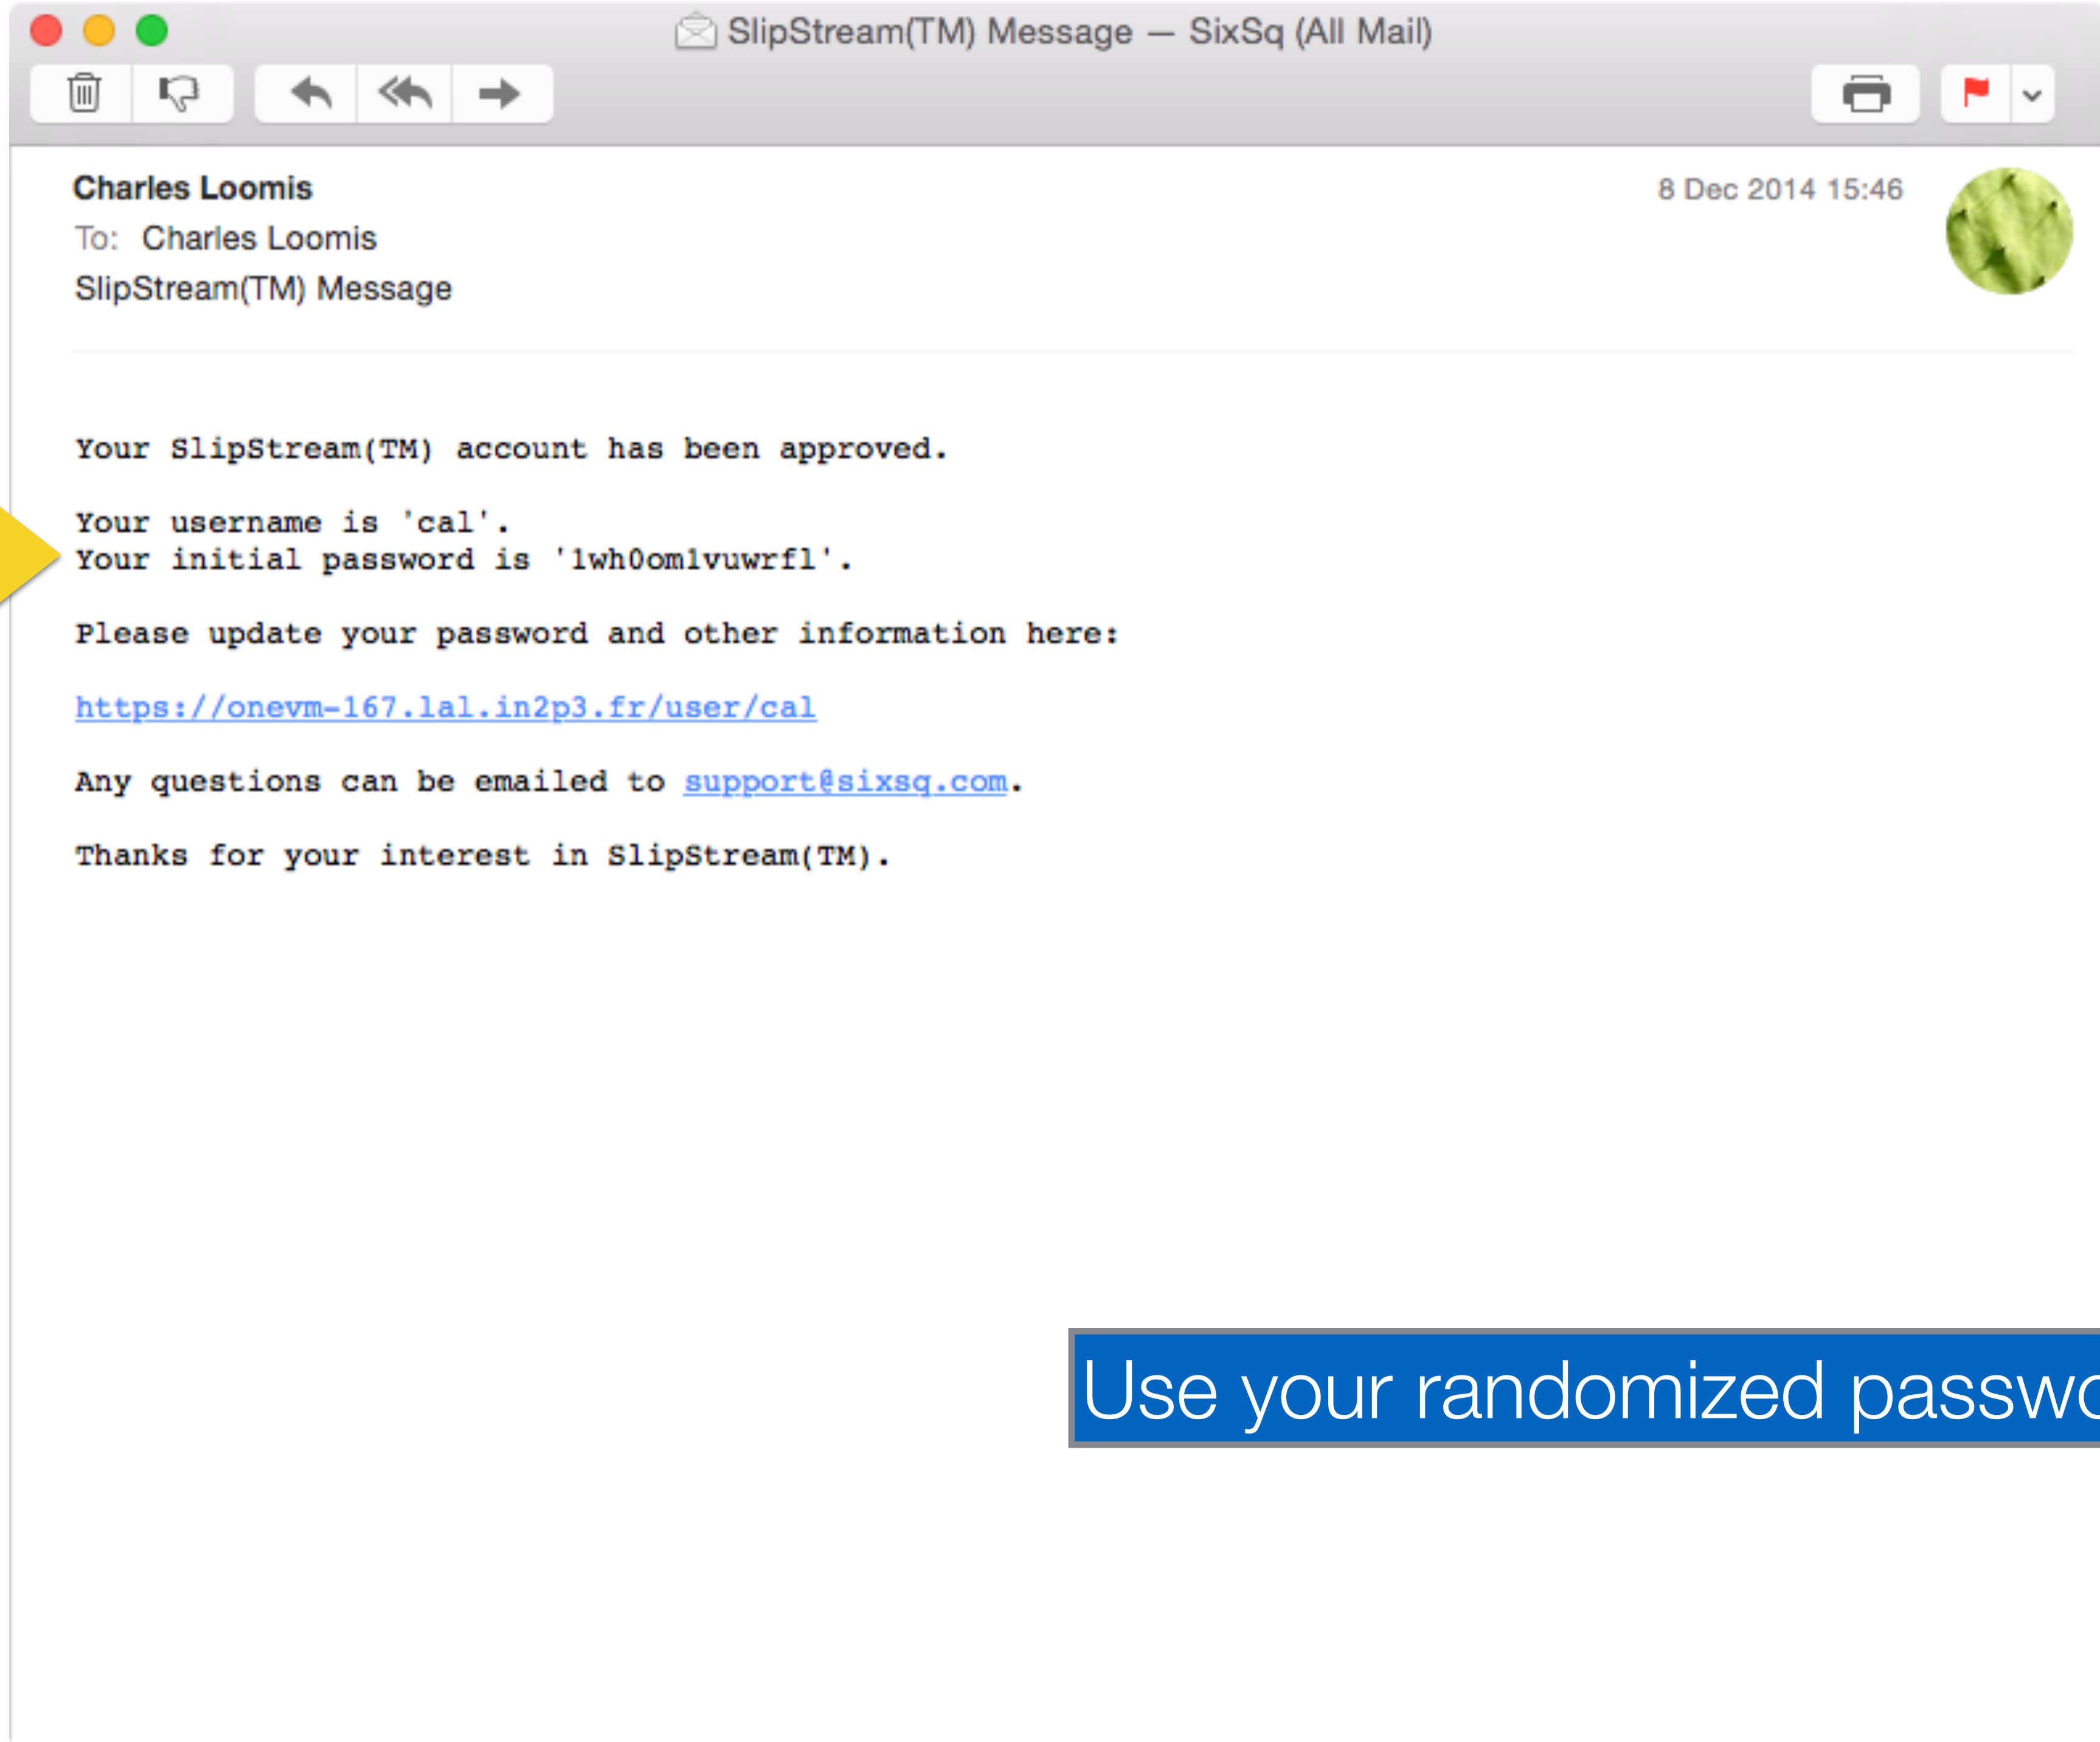 SlipStream(TM) Message — SixSq (All Mail)
Charles Loomis
8 Dec 2014 15:46
To: Charles Loomis
SlipStream(TM) Message
Your SlipStream(TM) account has been approved.
Your username is 'cal'.
Your initial password is '1wh0om1vuwrfl'.
Please update your password and other information here:
https://onevm-167.lal.in2p3.fr/user/cal
Any questions can be emailed to support@sixsq.com.
Thanks for your interest in SlipStream(TM).
Use your randomized